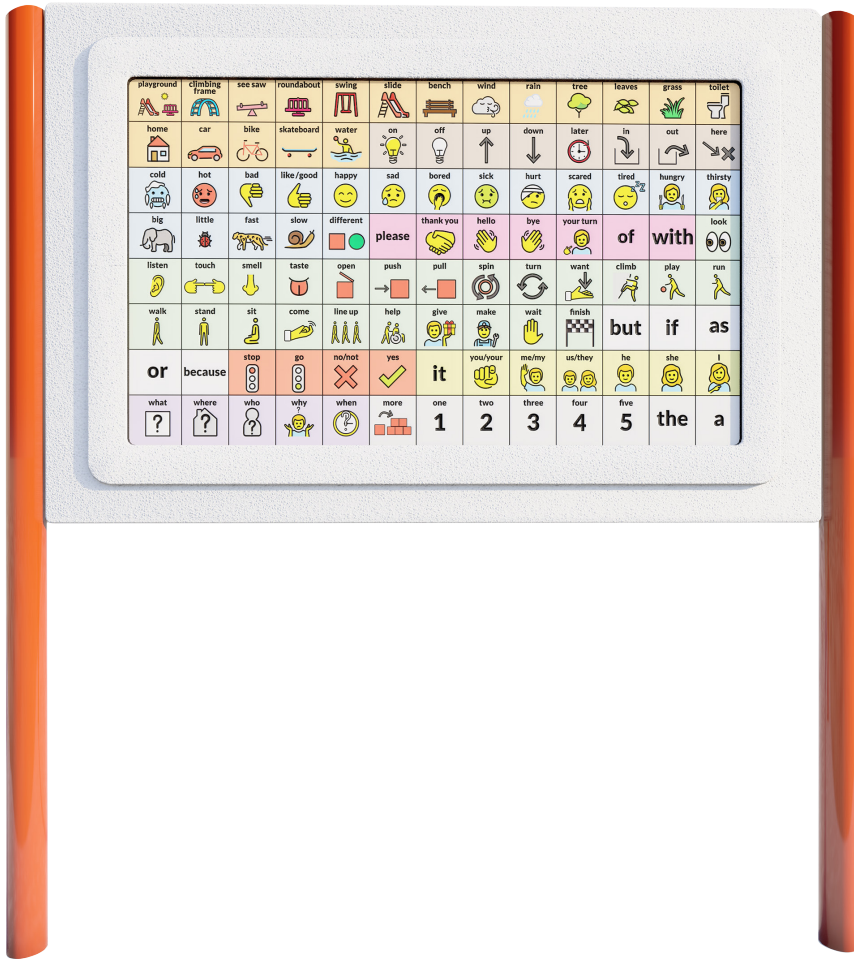 playground climbing frame see saw roundabout swing slide bench wind rain tree leaves grass toilet
home car bike skateboard water on off up down later in out here
cold hot bad like/good happy sad bored sick hurt scared tired hungry thirsty
big little fast slow different please thank you hello bye your turn of with look
listen touch smell taste open push pull spin turn want climb play run
walk stand sit come line up help give make wait finish but if as
or because stop go no/not yes it you/your me/my us/they he she I
what where who why when more one two three four five the a
? ? ? ? ? 1 2 3 4 5